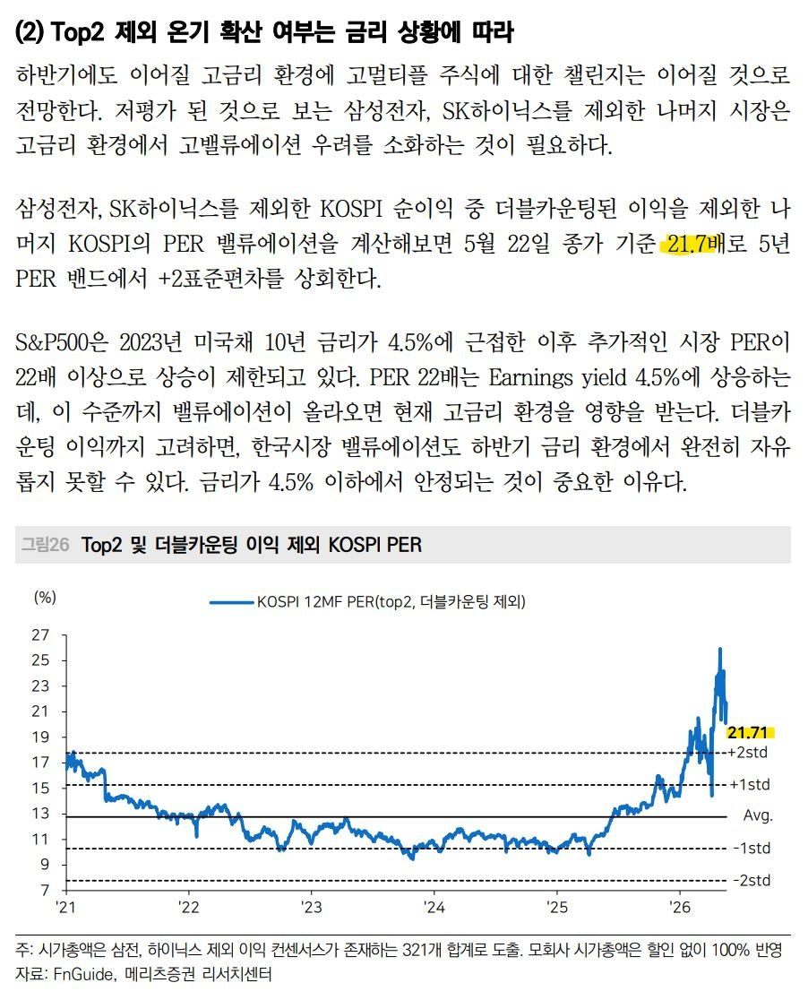 (2) Top2 제외 온기 확산 여부는 금리 상황에 따라
하반기에도 이어질 고금리 환경에 고멀티플 주식에 대한 챌린지는 이어질 것으로
전망한다. 저평가 된 것으로 보는 삼성전자, SK하이닉스를 제외한 나머지 시장은
고금리 환경에서 고밸류에이션 우려를 소화하는 것이 필요하다.
삼성전자, SK하이닉스를 제외한 KOSPI 순이익 중 더블카운팅된 이익을 제외한 나
머지 KOSPI의 PER 밸류에이션을 계산해보면 5월 22일 종가 기준 21.7배로 5년
PER 밴드에서 +2표준편차를 상회한다.
S&P500은 2023년 미국채 10년 금리가 4.5%에 근접한 이후 추가적인 시장 PER이
22배 이상으로 상승이 제한되고 있다. PER 22배는 Earnings yield 4.5%에 상응하는
데, 이 수준까지 밸류에이션이 올라오면 현재 고금리 환경을 영향을 받는다. 더블카
운팅 이익까지 고려하면, 한국시장 밸류에이션도 하반기 금리 환경에서 완전히 자유
롭지 못할 수 있다. 금리가 4.5% 이하에서 안정되는 것이 중요한 이유다.
그림26 Top2 및 더블카운팅 이익 제외 KOSPI PER
(%)
KOSPI 12MF PER(top2, 더블카운팅 제외)
27
25
23
21
19
17
15
13
11
9
7
21.71
+2std
+1std
Avg.
-1std
-2std
'21 '22 '23 '24 '25 '26
주: 시가총액은 삼전, 하이닉스 제외 이익 컨센서스가 존재하는 321개 합계로 도출. 모회사 시가총액은 할인 없이 100% 반영
자료: FnGuide, 메리츠증권 리서치센터